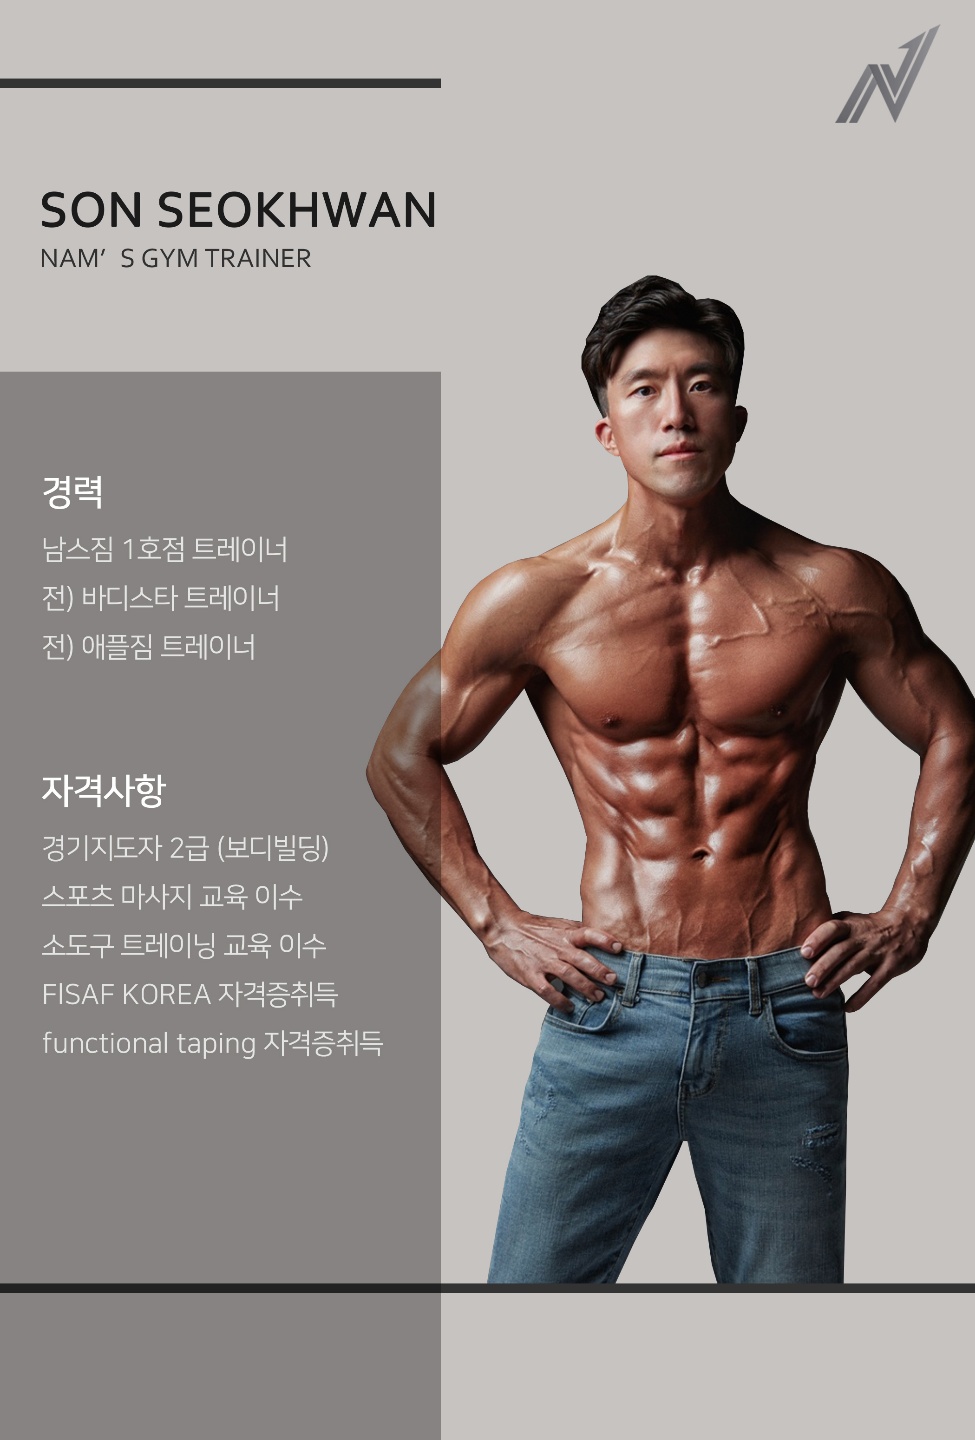 SON SEOKHWAN
NAM’ S GYM TRAINER
경력
남스짐 1호점 트레이너
전) 바디스타 트레이너
전) 애플짐 트레이너
자격사항
경기지도자 2급 (보디빌딩)
스포츠 마사지 교육 이수
소도구 트레이닝 교육 이수
FISAF KOREA 자격증취득
functional taping 자격증취득